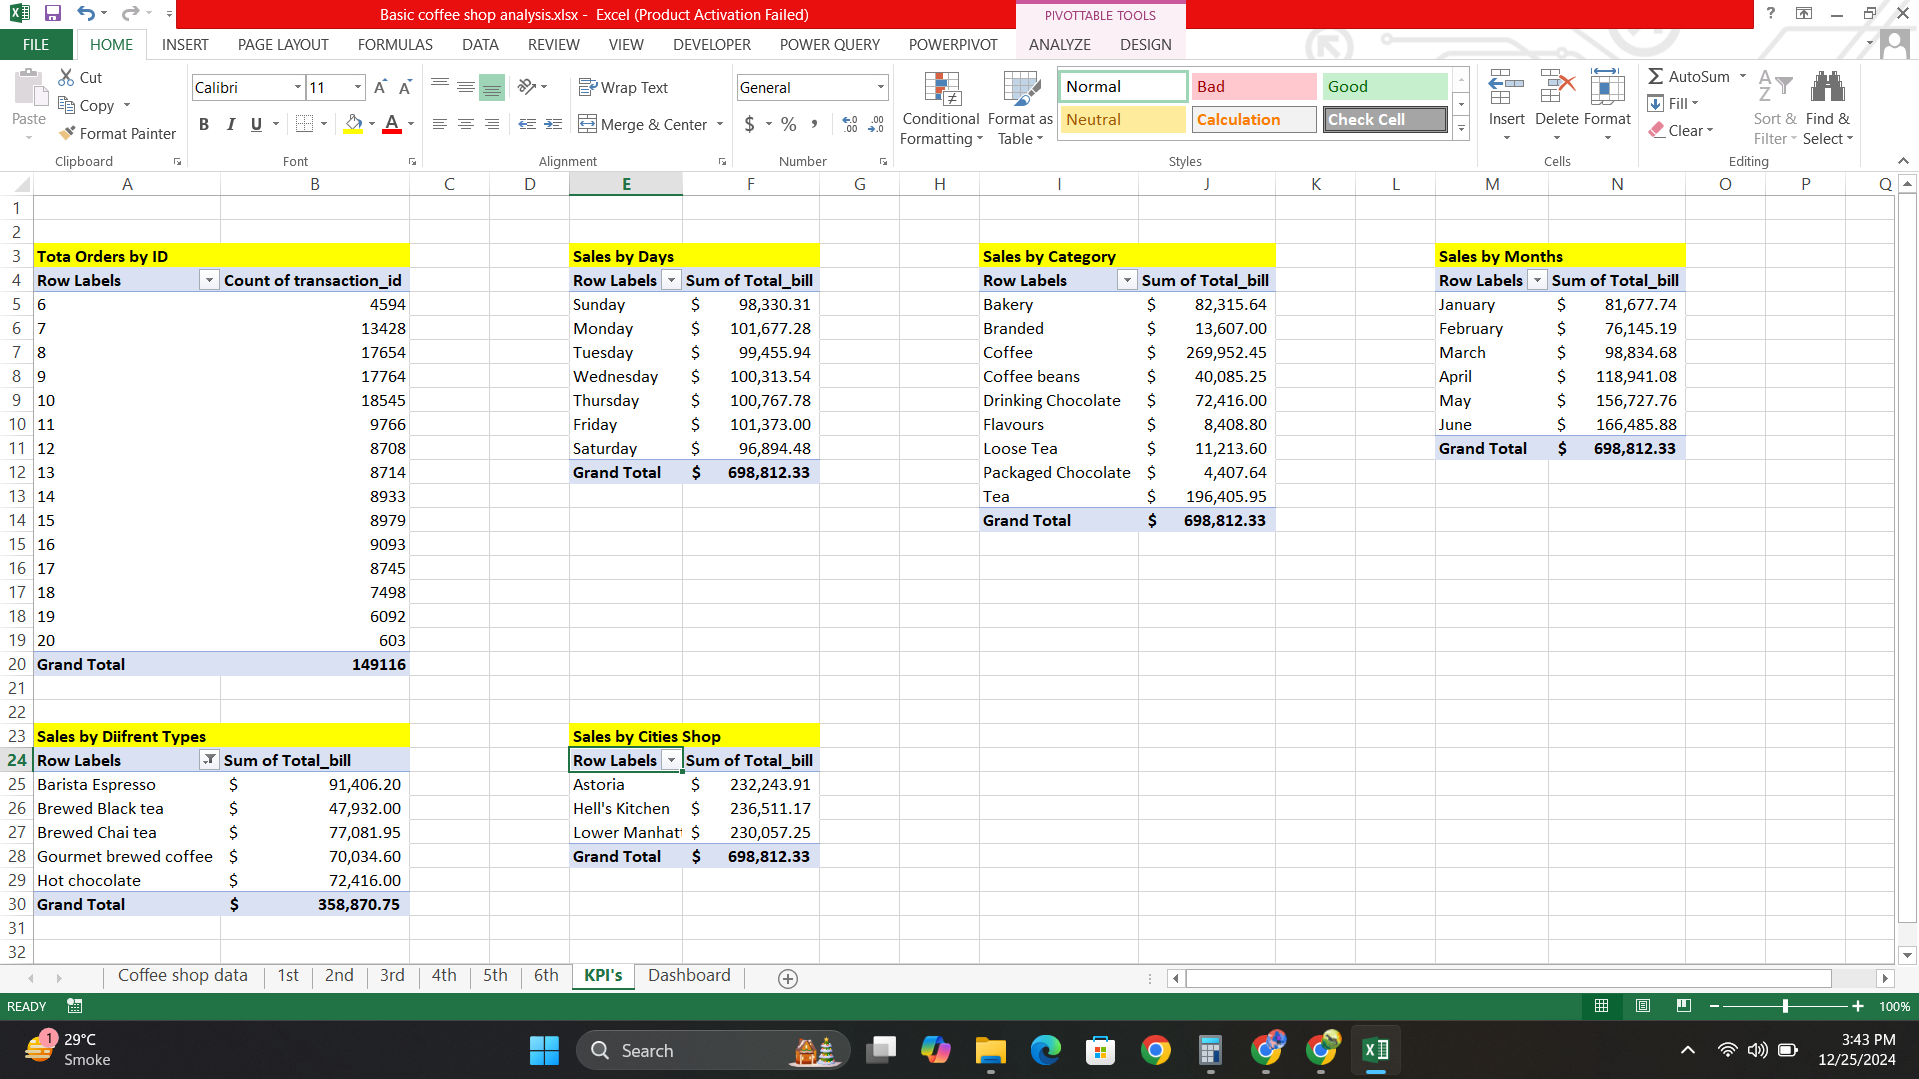 Basic coffee shop analysis.xlsx - Excel (Product Activation Failed)
PIVOTTABLE TOOLS
?
FILE HOME INSERT PAGE LAYOUT FORMULAS DATA REVIEW VIEW DEVELOPER POWER QUERY POWERPIVOT ANALYZE DESIGN
Paste
Cut
Copy
Format Painter
Clipboard
Calibri 11
B I U
Font
Wrap Text
Merge & Center
Alignment
General
$ % ,
Number
Conditional Formatting
Format as Table
Normal Bad Good
Neutral Calculation Check Cell
Styles
Insert Delete Format
Cells
AutoSum
Fill
Clear
Sort & Filter
Find & Select
Editing
A B C D E F G H I J K L M N O P Q
1
2
3 Tota Orders by ID Sales by Days Sales by Category Sales by Months
4 Row Labels Count of transaction_id Row Labels Sum of Total_bill Row Labels Sum of Total_bill Row Labels Sum of Total_bill
5 6 4594 Sunday $ 98,330.31 Bakery $ 82,315.64 January $ 81,677.74
6 7 13428 Monday $ 101,677.28 Branded $ 13,607.00 February $ 76,145.19
7 8 17654 Tuesday $ 99,455.94 Coffee $ 269,952.45 March $ 98,834.68
8 9 17764 Wednesday $ 100,313.54 Coffee beans $ 40,085.25 April $ 118,941.08
9 10 18545 Thursday $ 100,767.78 Drinking Chocolate $ 72,416.00 May $ 156,727.76
10 11 9766 Friday $ 101,373.00 Flavours $ 8,408.80 June $ 166,485.88
11 12 8708 Saturday $ 96,894.48 Loose Tea $ 11,213.60 Grand Total $ 698,812.33
12 13 8714 Grand Total $ 698,812.33 Packaged Chocolate $ 4,407.64
13 14 8933 Tea $ 196,405.95
14 15 8979 Grand Total $ 698,812.33
15 16 9093
16 17 8745
17 18 7498
18 19 6092
19 20 603
20 Grand Total 149116
21
22
23 Sales by Diifrent Types Sales by Cities Shop
24 Row Labels Sum of Total_bill Row Labels Sum of Total_bill
25 Barista Espresso $ 91,406.20 Astoria $ 232,243.91
26 Brewed Black tea $ 47,932.00 Hell's Kitchen $ 236,511.17
27 Brewed Chai tea $ 77,081.95 Lower Manhat $ 230,057.25
28 Gourmet brewed coffee $ 70,034.60 Grand Total $ 698,812.33
29 Hot chocolate $ 72,416.00
30 Grand Total $ 358,870.75
31
32
Coffee shop data 1st 2nd 3rd 4th 5th 6th KPI's Dashboard
READY 100%
1 29°C
Smoke
Search
3:43 PM
12/25/2024